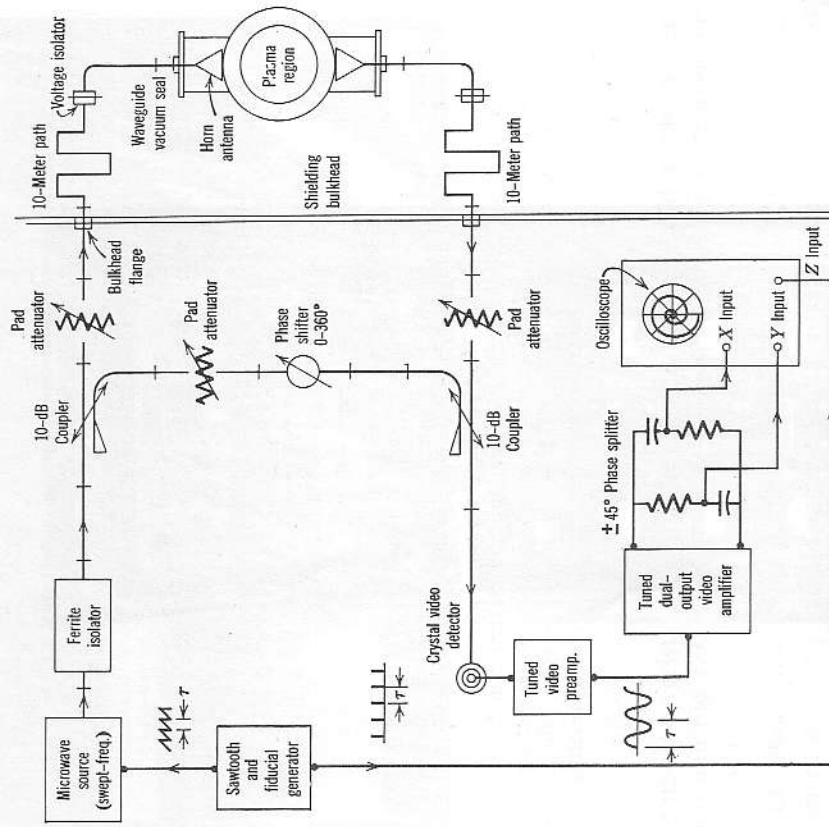 10-Meter path
Voltage isolator
Waveguide
vacuum seal
Horn
antenna
Plasma
region
Shielding
bulkhead
10-Meter path
Bulkhead
flange
Pad
attenuator
10-dB
Coupler
Pad
attenuator
Phase
shifter
0-360°
Pad
attenuator
10-dB
Coupler
Ferrite
isolator
Microwave
source
(swept-freq.)
τ
Sawtooth
and
fiducial
generator
τ
Crystal video
detector
Tuned
video
preamp.
τ
Tuned
dual-
output
video
amplifier
± 45° Phase splitter
Oscilloscope
X Input
Y Input
Z Input